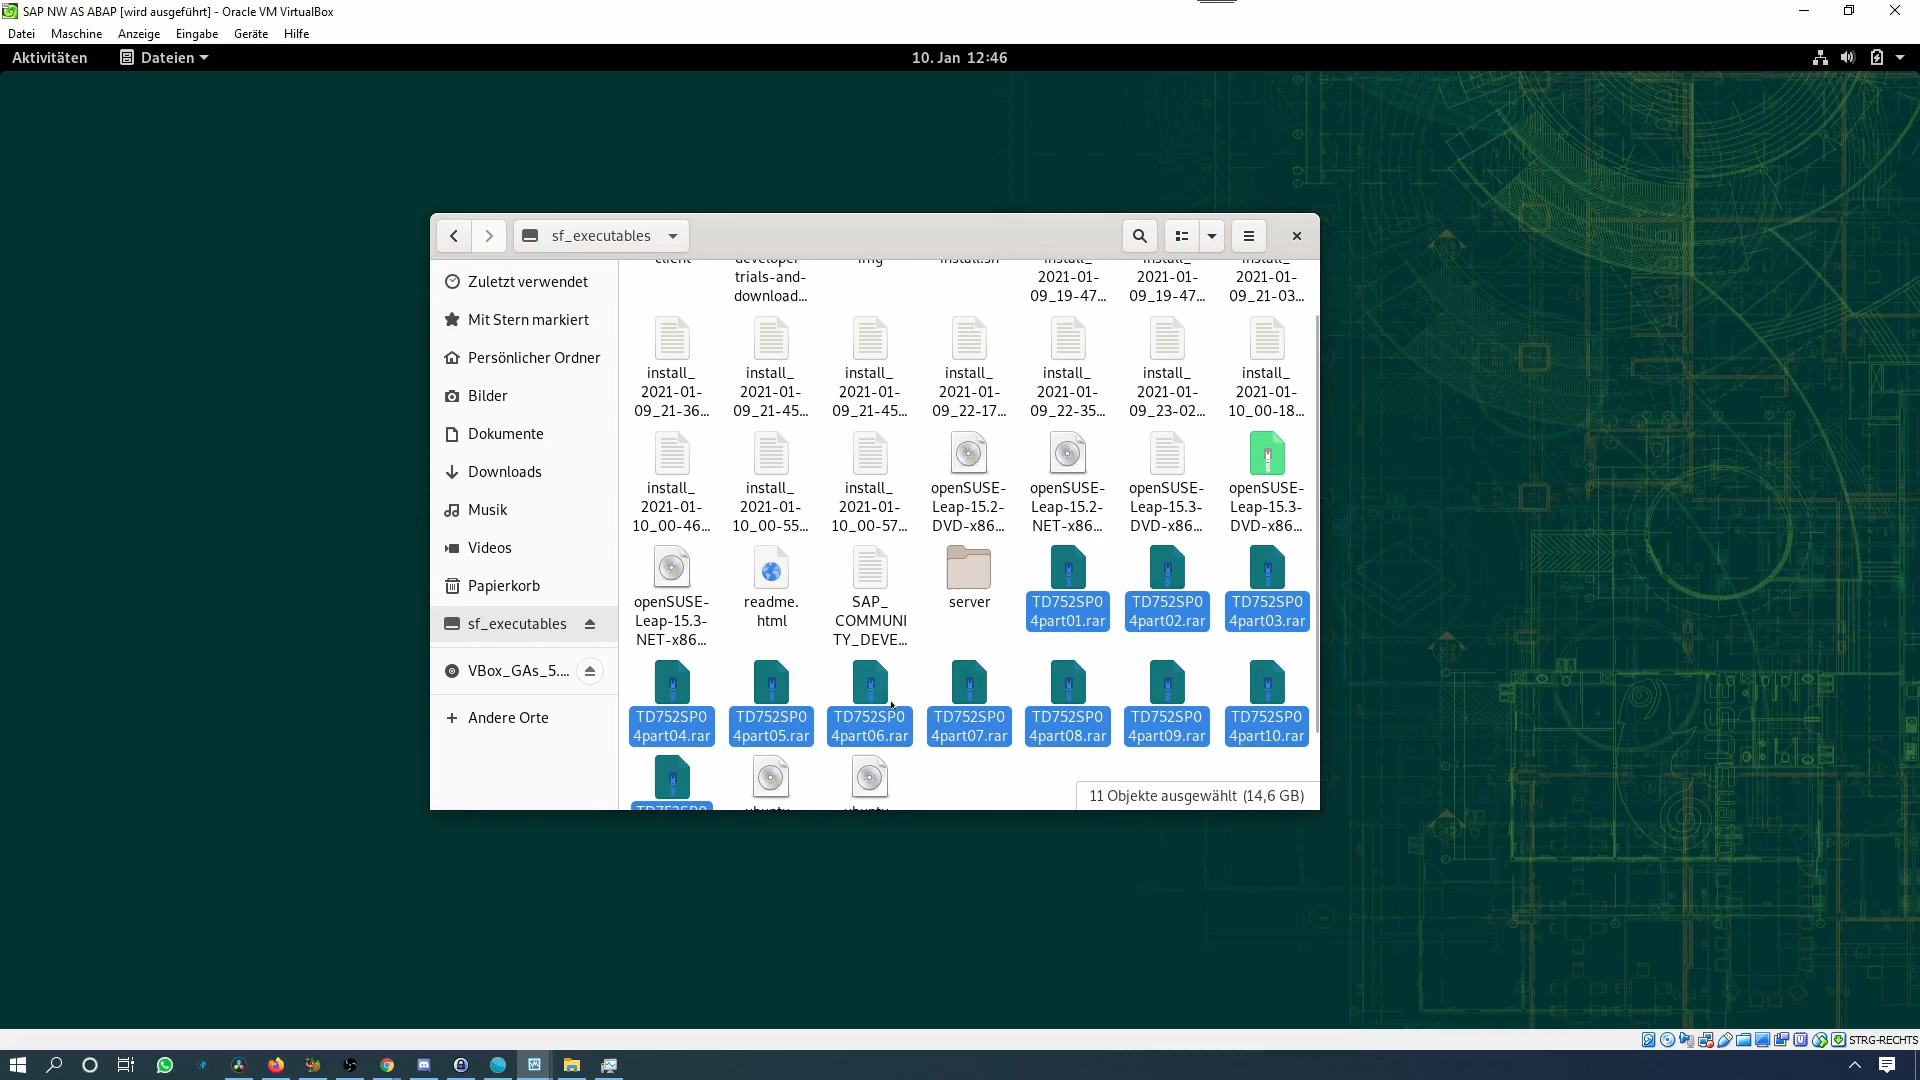 SAP NW AS ABAP [wird ausgeführt] - Oracle VM VirtualBox
Datei Maschine Anzeige Eingabe Geräte Hilfe
Aktivitäten Dateien 10. Jan 12:46
sf_executables
Zuletzt verwendet
Mit Stern markiert
Persönlicher Ordner
Bilder
Dokumente
Downloads
Musik
Videos
Papierkorb
sf_executables
VBox_GAs_5....
Andere Orte
client developer img install.sh install_ install_ install_
trials-and- 2021-01- 2021-01- 2021-01-
download... 09_19-47... 09_19-47... 09_21-03...
install_ install_ install_ install_ install_ install_ install_
2021-01- 2021-01- 2021-01- 2021-01- 2021-01- 2021-01- 2021-01-
09_21-36... 09_21-45... 09_21-45... 09_22-17... 09_22-35... 09_23-02... 10_00-18...
install_ install_ install_ openSUSE- openSUSE- openSUSE- openSUSE-
2021-01- 2021-01- 2021-01- Leap-15.2- Leap-15.2- Leap-15.3- Leap-15.3-
10_00-46... 10_00-55... 10_00-57... DVD-x86... NET-x86... DVD-x86... DVD-x86...
openSUSE- readme. SAP_ server TD752SP0 TD752SP0 TD752SP0
Leap-15.3- html COMMUNI 4part01.rar 4part02.rar 4part03.rar
NET-x86... TY_DEVE...
TD752SP0 TD752SP0 TD752SP0 TD752SP0 TD752SP0 TD752SP0 TD752SP0
4part04.rar 4part05.rar 4part06.rar 4part07.rar 4part08.rar 4part09.rar 4part10.rar
TD752SP0 ubuntu- ubuntu-
11 Objekte ausgewählt (14,6 GB)
STRG-RECHTS